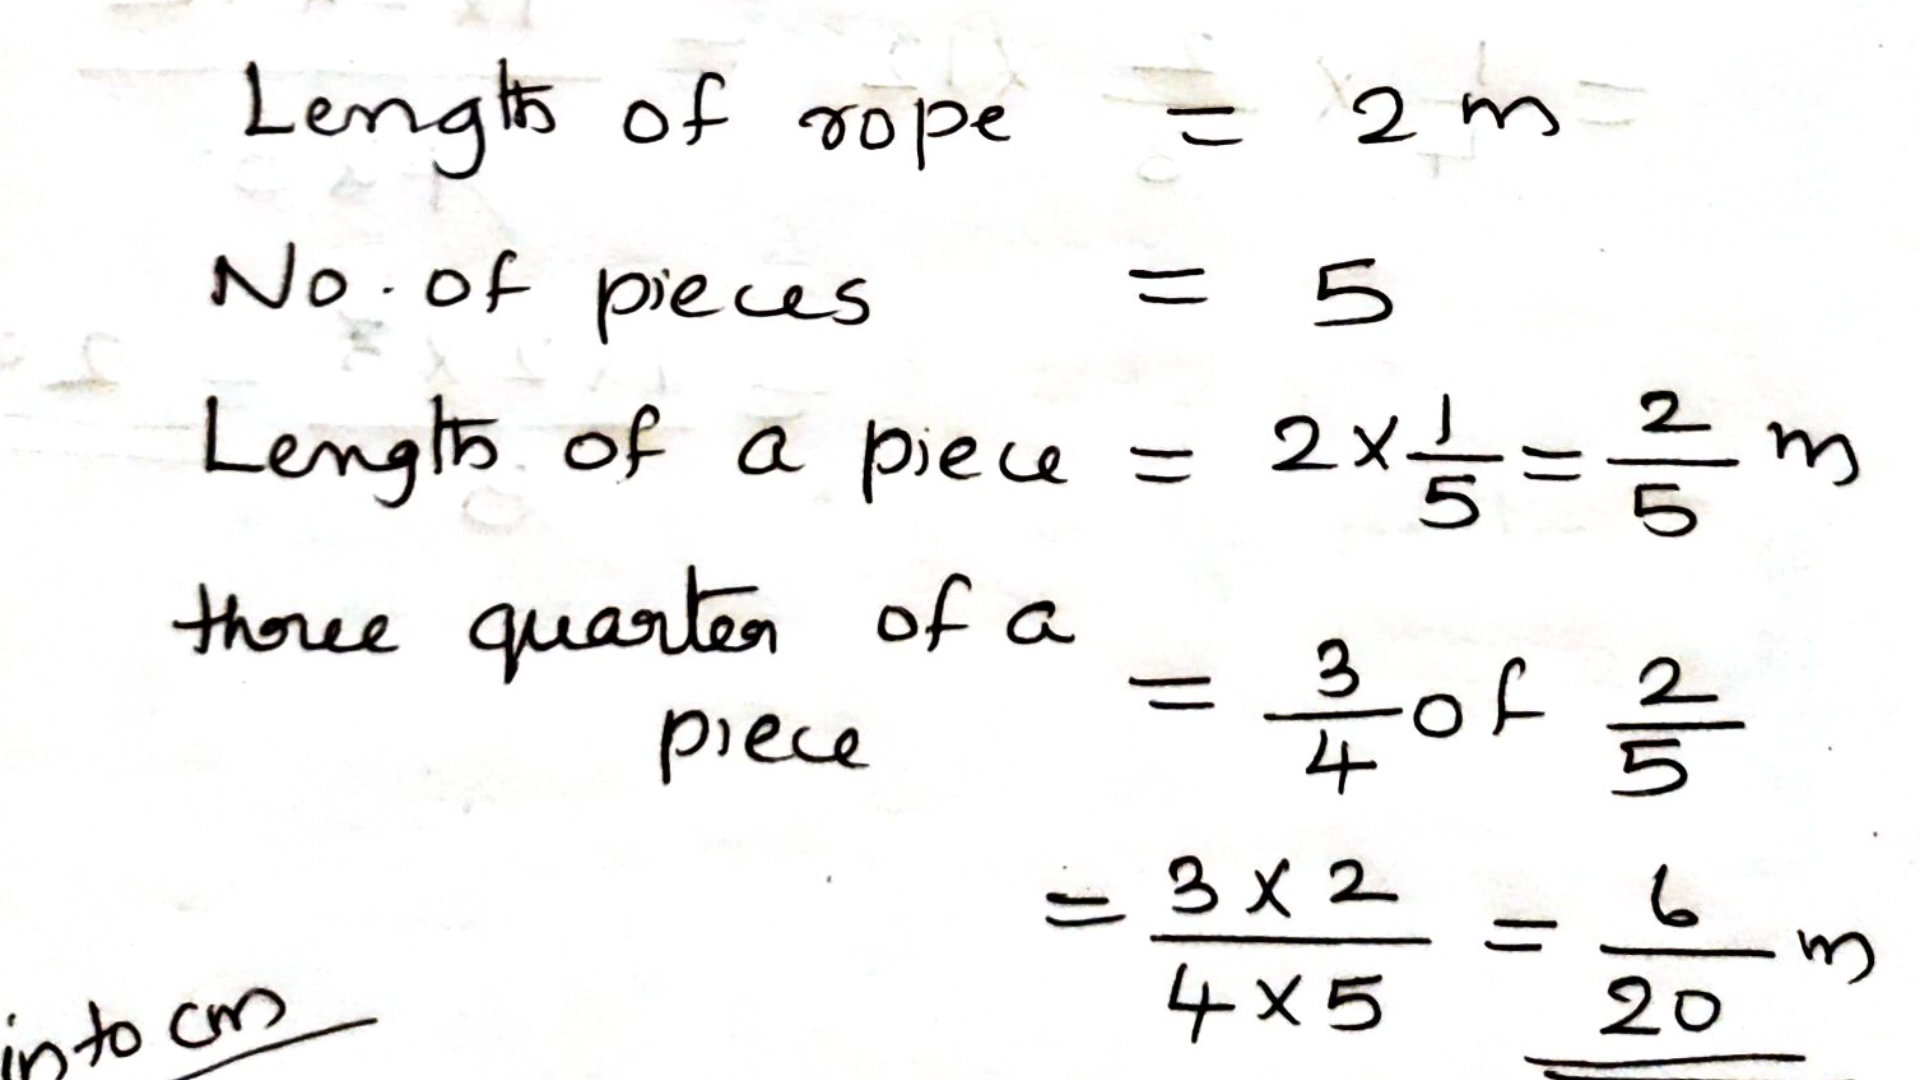 Length of rope = 2 m
No. of pieces = 5
Length of a piece = 2 × 1/5 = 2/5 m
three quarter of a
piece = 3/4 of 2/5
= 3 × 2 / 4 × 5 = 6/20 m
into cm